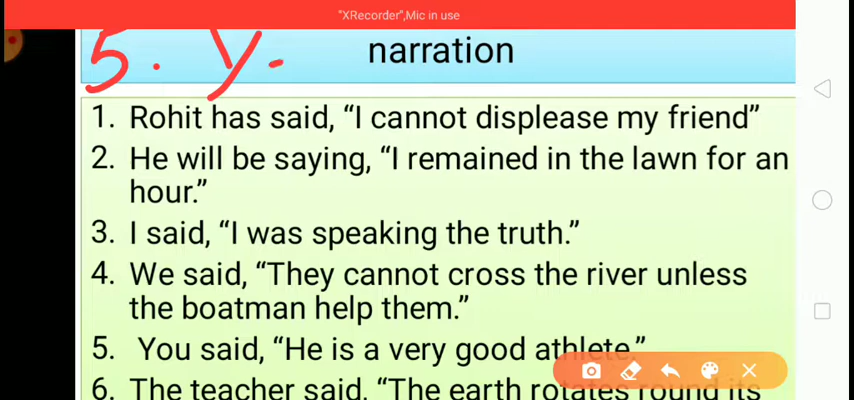 "XRecorder",Mic in use
5. y.
narration
1. Rohit has said, “I cannot displease my friend”
2. He will be saying, “I remained in the lawn for an
hour.”
3. I said, “I was speaking the truth.”
4. We said, “They cannot cross the river unless
the boatman help them.”
5. You said, “He is a very good athlete.”
6. The teacher said, “The earth rotates round its